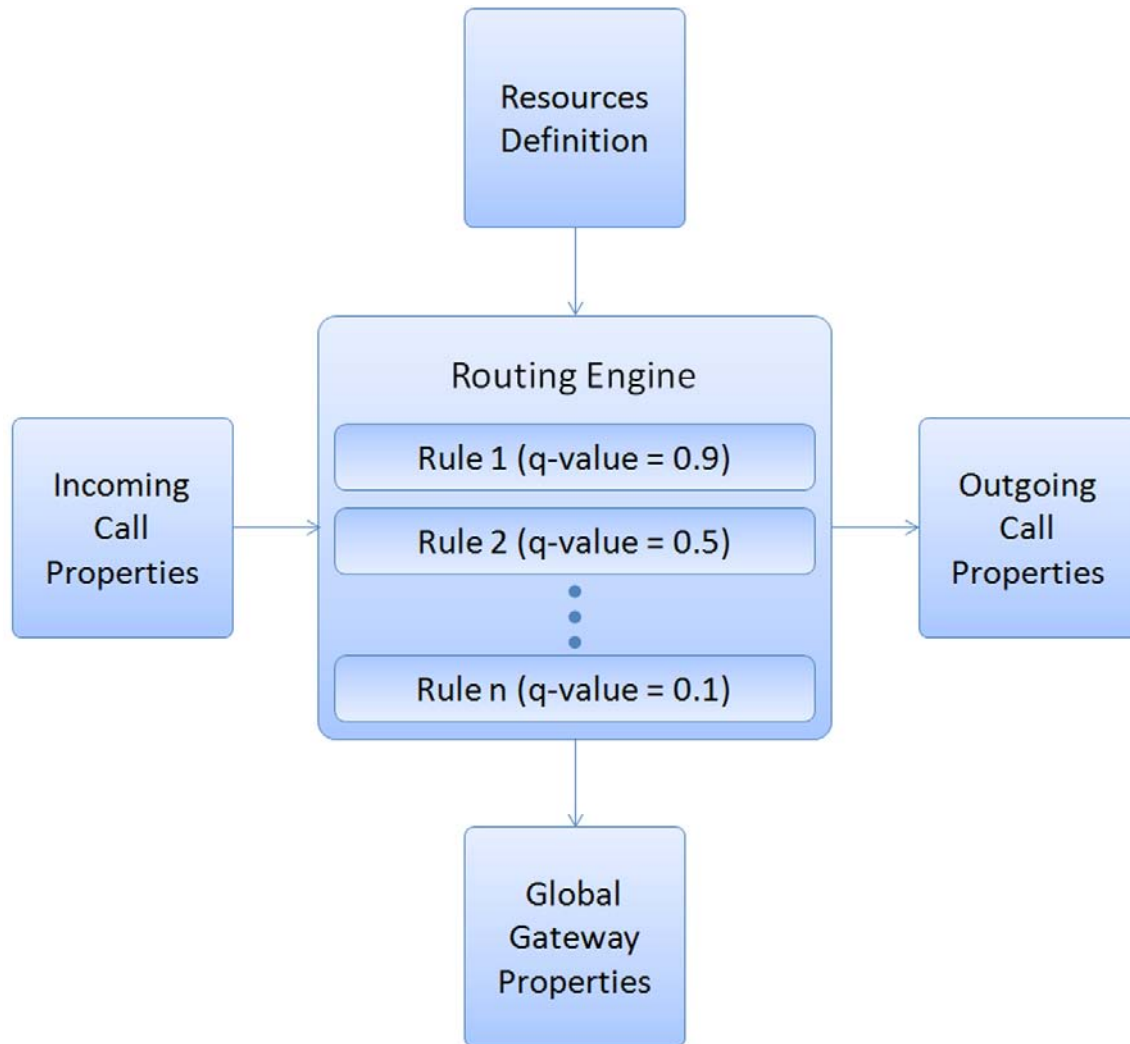 Resources
Definition
Routing Engine
Rule 1 (q-value = 0.9)
Incoming
Call
Properties
Rule 2 (q-value = 0.5)
Outgoing
Call
Properties
Rule n (q-value = 0.1)
Global
Gateway
Properties